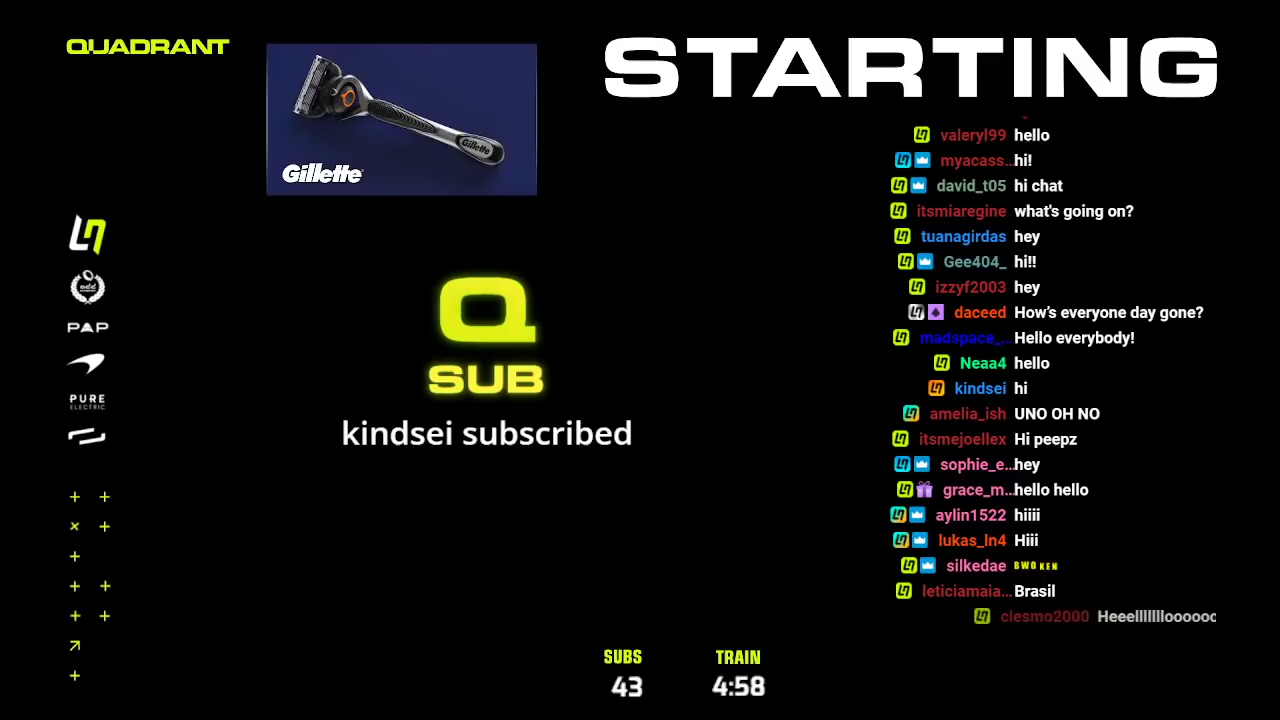 QUADRANT
Gillette
Gillette
STARTING
valeryl99 hello
myacass... hi!
david_t05 hi chat
itsmiaregine what's going on?
tuanagirdas hey
Gee404_ hi!!
izzyf2003 hey
daceed How's everyone day gone?
madspace_... Hello everybody!
Neaa4 hello
kindsei hi
amelia_ish UNO OH NO
itsmejoellex Hi peepz
sophie_e... hey
grace_m... hello hello
aylin1522 hiiii
lukas_ln4 Hiii
silkedae BWOKEN
leticiamaia... Brasil
clesmo2000 Heeelllllllloooooc
PAP
PURE
ELECTRIC
Q
SUB
kindsei subscribed
SUBS
43
TRAIN
4:58